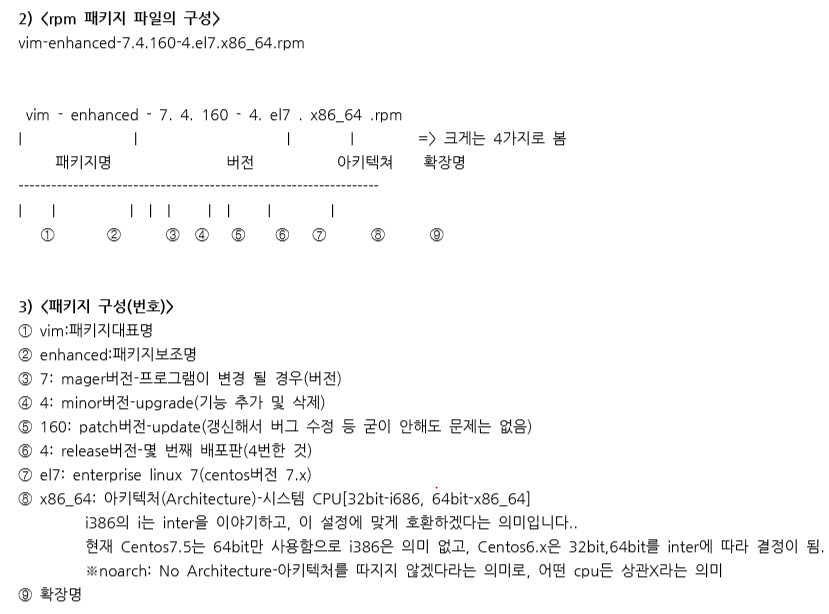 2) <rpm 패키지 파일의 구성>
vim-enhanced-7.4.160-4.el7.x86_64.rpm
vim - enhanced - 7. 4. 160 - 4. el7 . x86_64 .rpm
|                    |                    |          |          => 크게는 4가지로 봄
패키지명 버전 아키텍쳐 확장명
--------------------------------------------------------------------
|     |            |  |  |      |  |      |          |
① ② ③ ④ ⑤ ⑥ ⑦ ⑧ ⑨
3) <패키지 구성(번호)>
① vim:패키지대표명
② enhanced:패키지보조명
③ 7: mager버전-프로그램이 변경 될 경우(버전)
④ 4: minor버전-upgrade(기능 추가 및 삭제)
⑤ 160: patch버전-update(갱신해서 버그 수정 등 굳이 안해도 문제는 없음)
⑥ 4: release버전-몇 번째 배포판(4번한 것)
⑦ el7: enterprise linux 7(centos버전 7.x)
⑧ x86_64: 아키텍처(Architecture)-시스템 CPU[32bit-i686, 64bit-x86_64]
i386의 i는 inter을 이야기하고, 이 설정에 맞게 호환하겠다는 의미입니다..
현재 Centos7.5는 64bit만 사용함으로 i386은 의미 없고, Centos6.x은 32bit,64bit를 inter에 따라 결정이 됨.
※noarch: No Architecture-아키텍처를 따지지 않겠다라는 의미로, 어떤 cpu든 상관X라는 의미
⑨ 확장명